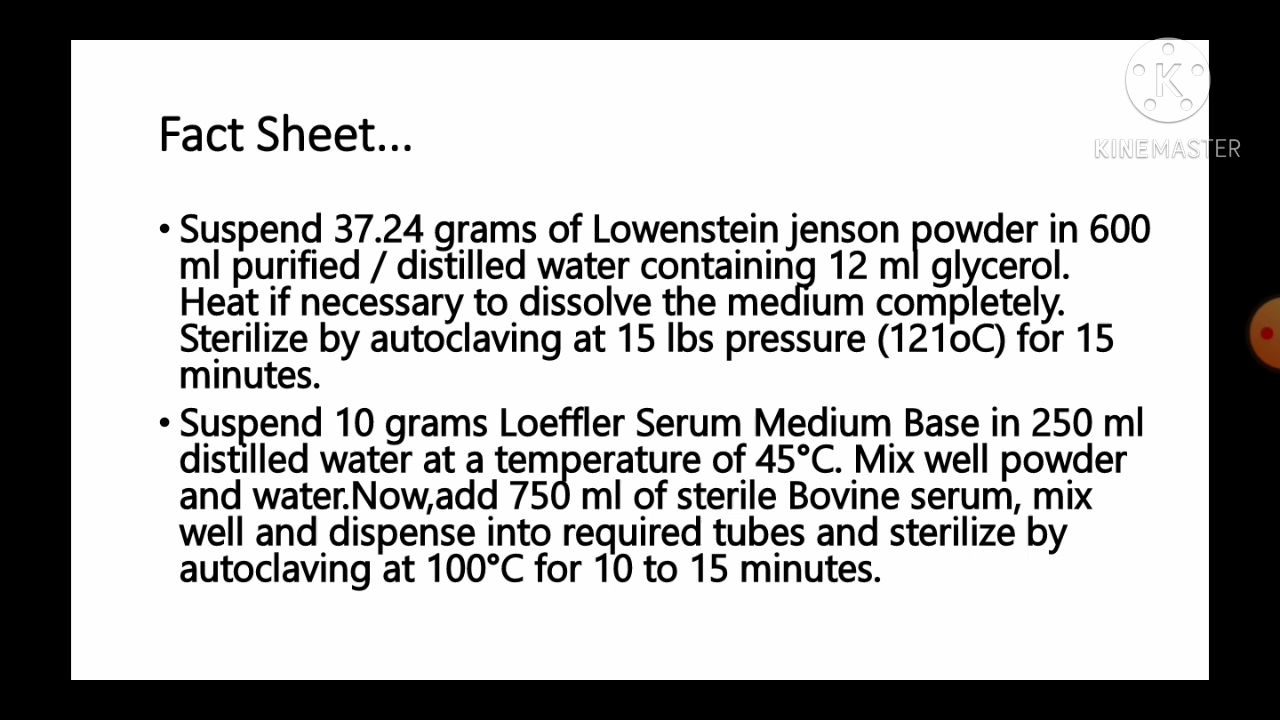 Fact Sheet...
• Suspend 37.24 grams of Lowenstein jenson powder in 600
ml purified / distilled water containing 12 ml glycerol.
Heat if necessary to dissolve the medium completely.
Sterilize by autoclaving at 15 lbs pressure (121oC) for 15
minutes.
• Suspend 10 grams Loeffler Serum Medium Base in 250 ml
distilled water at a temperature of 45°C. Mix well powder
and water.Now,add 750 ml of sterile Bovine serum, mix
well and dispense into required tubes and sterilize by
autoclaving at 100°C for 10 to 15 minutes.
K
KINEMASTER